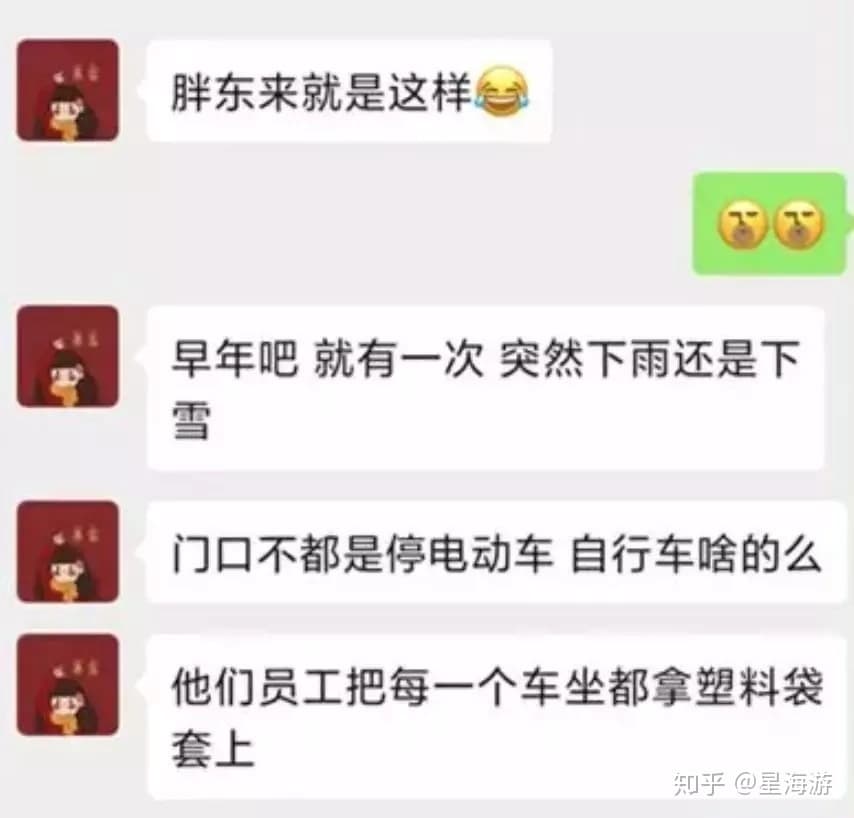 胖东来就是这样😂
早年吧 就有一次 突然下雨还是下
雪
门口不都是停电动车 自行车啥的么
他们员工把每一个车坐都拿塑料袋
套上
知乎 @星海游